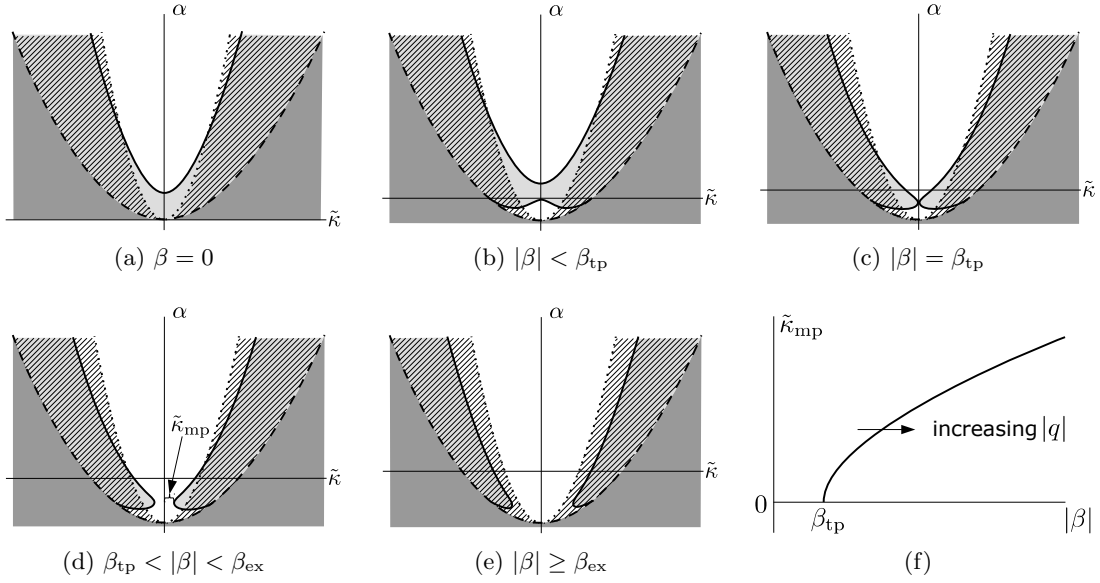 α
κ̃
(a) β = 0
α
κ̃
(b) |β| < β_tp
α
κ̃
(c) |β| = β_tp
α
κ̃_mp
κ̃
(d) β_tp < |β| < β_ex
α
κ̃
(e) |β| ≥ β_ex
κ̃_mp
increasing |q|
0
β_tp
|β|
(f)